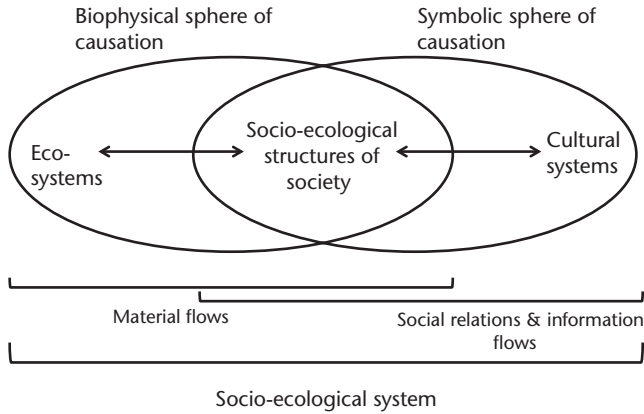 Biophysical sphere of
causation
Symbolic sphere of
causation
Eco-
systems
Socio-ecological
structures of
society
Cultural
systems
Material flows
Social relations & information
flows
Socio-ecological system